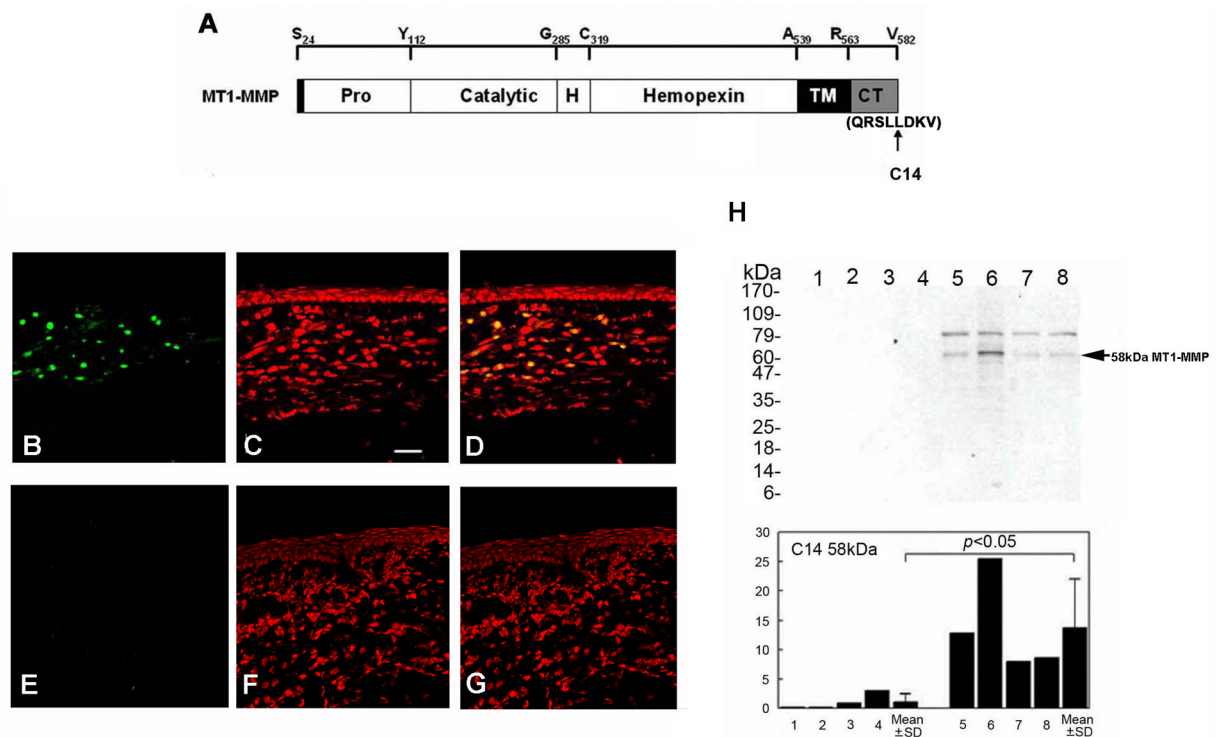 A
S24 Y112 G285 C319 A539 R563 V582
MT1-MMP Pro Catalytic H Hemopexin TM CT
(QRSLLDKV)
C14
B C D
E F G
H
kDa 1 2 3 4 5 6 7 8
170-
109-
79-
60-
47-
35-
25-
18-
14-
6-
58kDa MT1-MMP
C14 58kDa
p<0.05
30
25
20
15
10
5
0
1 2 3 4 Mean ±SD 5 6 7 8 Mean ±SD